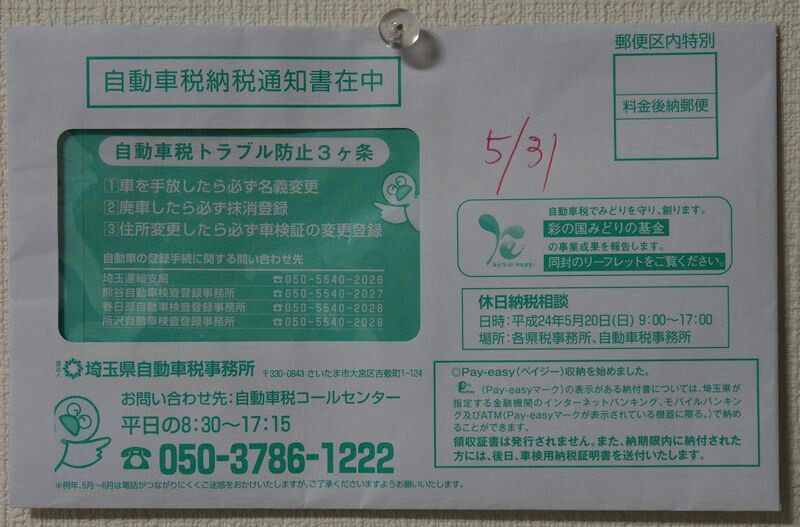 郵便区内特別
料金後納郵便
自動車税納税通知書在中
5/31
自動車税トラブル防止3ヶ条
1車を手放したら必ず名義変更
2廃車したら必ず抹消登録
3住所変更したら必ず車検証の変更登録
自動車の登録手続に関する問い合わせ先
埼玉運輸支局 ☎050-5540-2026
熊谷自動車検査登録事務所 ☎050-5540-2027
春日部自動車検査登録事務所 ☎050-5540-2028
所沢自動車検査登録事務所 ☎050-5540-2029
自動車税でみどりを守り、創ります。
彩の国みどりの基金
の事業成果を報告します。
同封のリーフレットをご覧ください。
休日納税相談
日時:平成24年5月20日(日) 9:00〜17:00
場所:各県税事務所、自動車税事務所
差出人 埼玉県自動車税事務所 〒330-0843 さいたま市大宮区吉敷町1-124
お問い合わせ先:自動車税コールセンター
平日の8:30〜17:15
☎050-3786-1222
※例年、5月〜6月は電話がつながりにくくご迷惑をおかけいたしますが、ご了承くださいますようお願いいたします。
◎Pay-easy(ペイジー)収納を始めました。
(Pay-easyマーク)の表示がある納付書については、埼玉県が
指定する金融機関のインターネットバンキング、モバイルバンキン
グ及びATM(Pay-easyマークが表示されている機器に限る。)で納め
ることができます。
領収証書は発行されません。また、納期限内に納付された
方には、後日、車検用納税証明書を送付いたします。